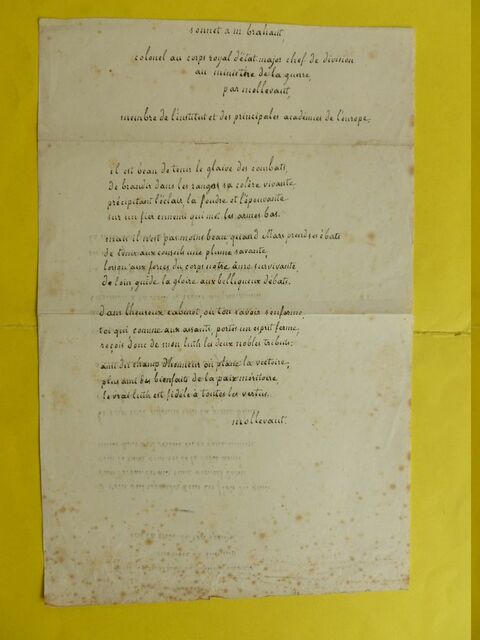 sonnet a mr brahaut,
colonel au corps royal d'état major chef de division
au ministère de la guerre,
par mollevaut,
membre de l'institut et des principales académies de l'europe.
il est beau de tenir le glaive des combats,
de brandir dans les rangs sa colère vivante
précipitant l'éclair, la foudre et l'épouvante
sur un fier ennemi qui met les armes bas.
mais il n'est pas moins beau quand Mars prend ses ébats
de tenir aux conseils une plume savante,
lorsqu'aux forces du corps notre âme survivante
de loin, guide la gloire aux belliqueux débats.
dans l'heureux cabinet, où ton savoir s'enferme,
toi qui comme aux assauts, portes un esprit ferme,
reçois donc de mon luth les deux nobles tributs:
ami du champ d'honneur où plane la victoire,
plus ami des bienfaits de la paix méritoire,
le vrai luth est fidèle à toutes les vertus.
mollevaut.